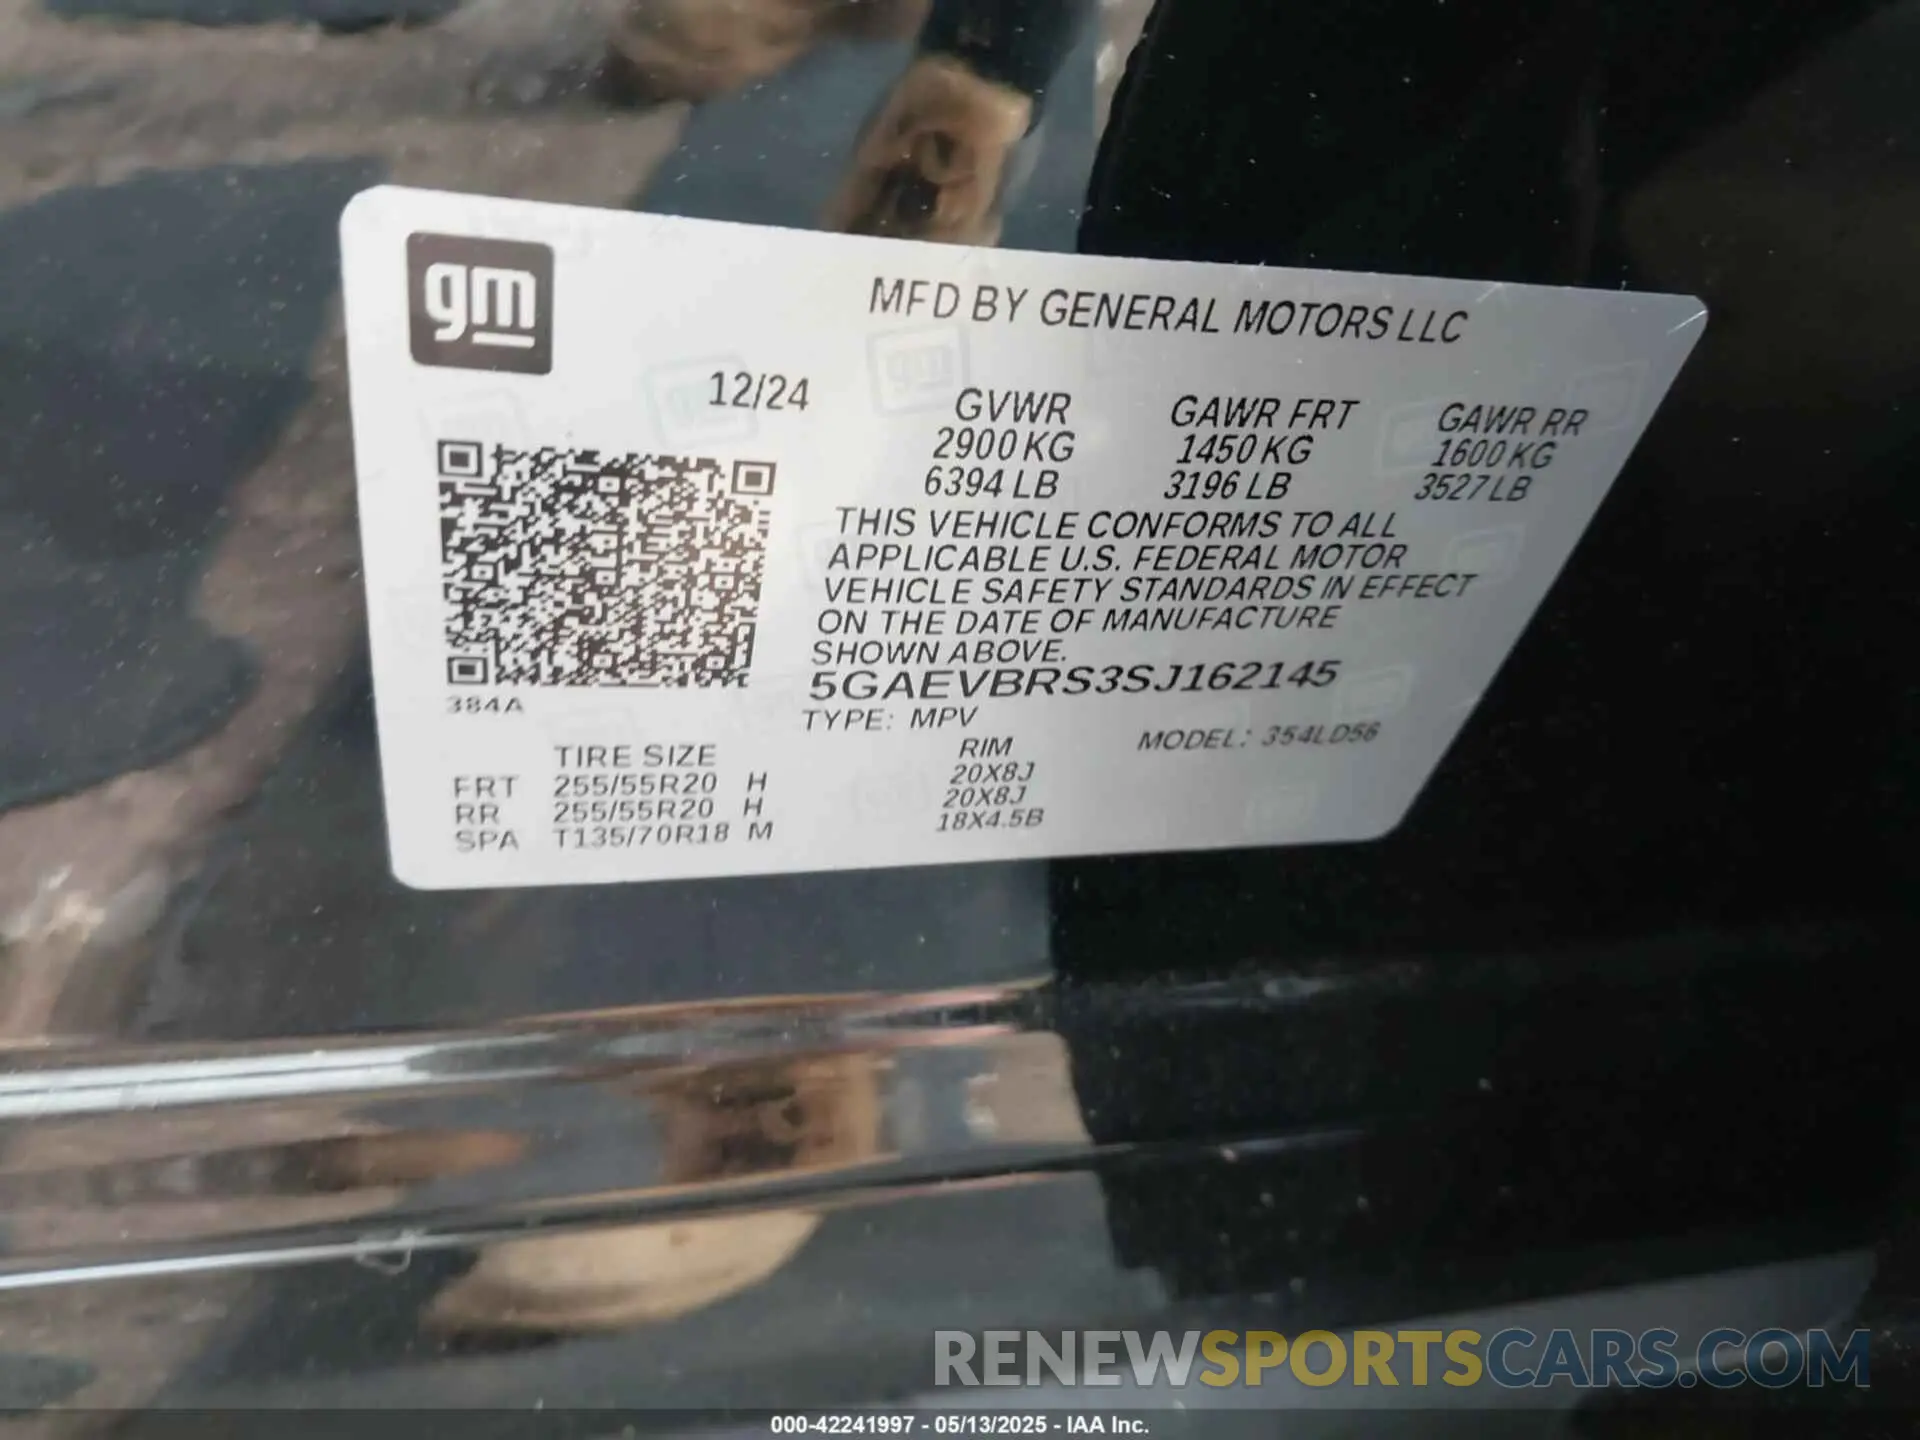 gm
MFD BY GENERAL MOTORS LLC
12/24
GVWR GAWR FRT GAWR RR
2900 KG 1450 KG 1600 KG
6394 LB 3196 LB 3527 LB
THIS VEHICLE CONFORMS TO ALL
APPLICABLE U.S. FEDERAL MOTOR
VEHICLE SAFETY STANDARDS IN EFFECT
ON THE DATE OF MANUFACTURE
SHOWN ABOVE.
5GAEVBRS3SJ162145
384A
TYPE: MPV MODEL: 354LD56
TIRE SIZE RIM
FRT 255/55R20 H 20X8J
RR 255/55R20 H 20X8J
SPA T135/70R18 M 18X4.5B
RENEWSPORTSCARS.COM
000-42241997 - 05/13/2025 - IAA Inc.